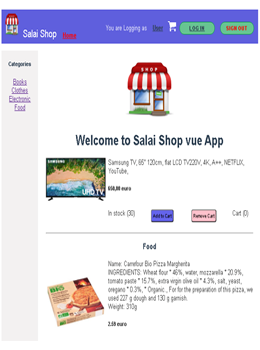 Salai Shop
Home
You are Logging as
User
LOG IN
SIGN OUT
Categories
Books
Clothes
Electronic
Food
SHOP
Welcome to Salai Shop vue App
SAMSUNG
UHD TV
Samsung TV, 65" 120cm, flat LCD TV220V, 4K, A++, NETFLIX,
YouTube,
650,00 euro
In stock (30)
Add to Cart
Remove Cart
Cart (0)
Food
Name: Carrefour Bio Pizza Margherita
INGREDIENTS: Wheat flour * 46%, water, mozzarella * 20.9%,
tomato paste * 15.7%, extra virgin olive oil * 4.3%, salt, yeast,
oregano * 0.3%, * Organic., For for the preparation of this pizza, we
used 227 g dough and 130 g garnish.
Weight: 310g
BIO
2.59 euro